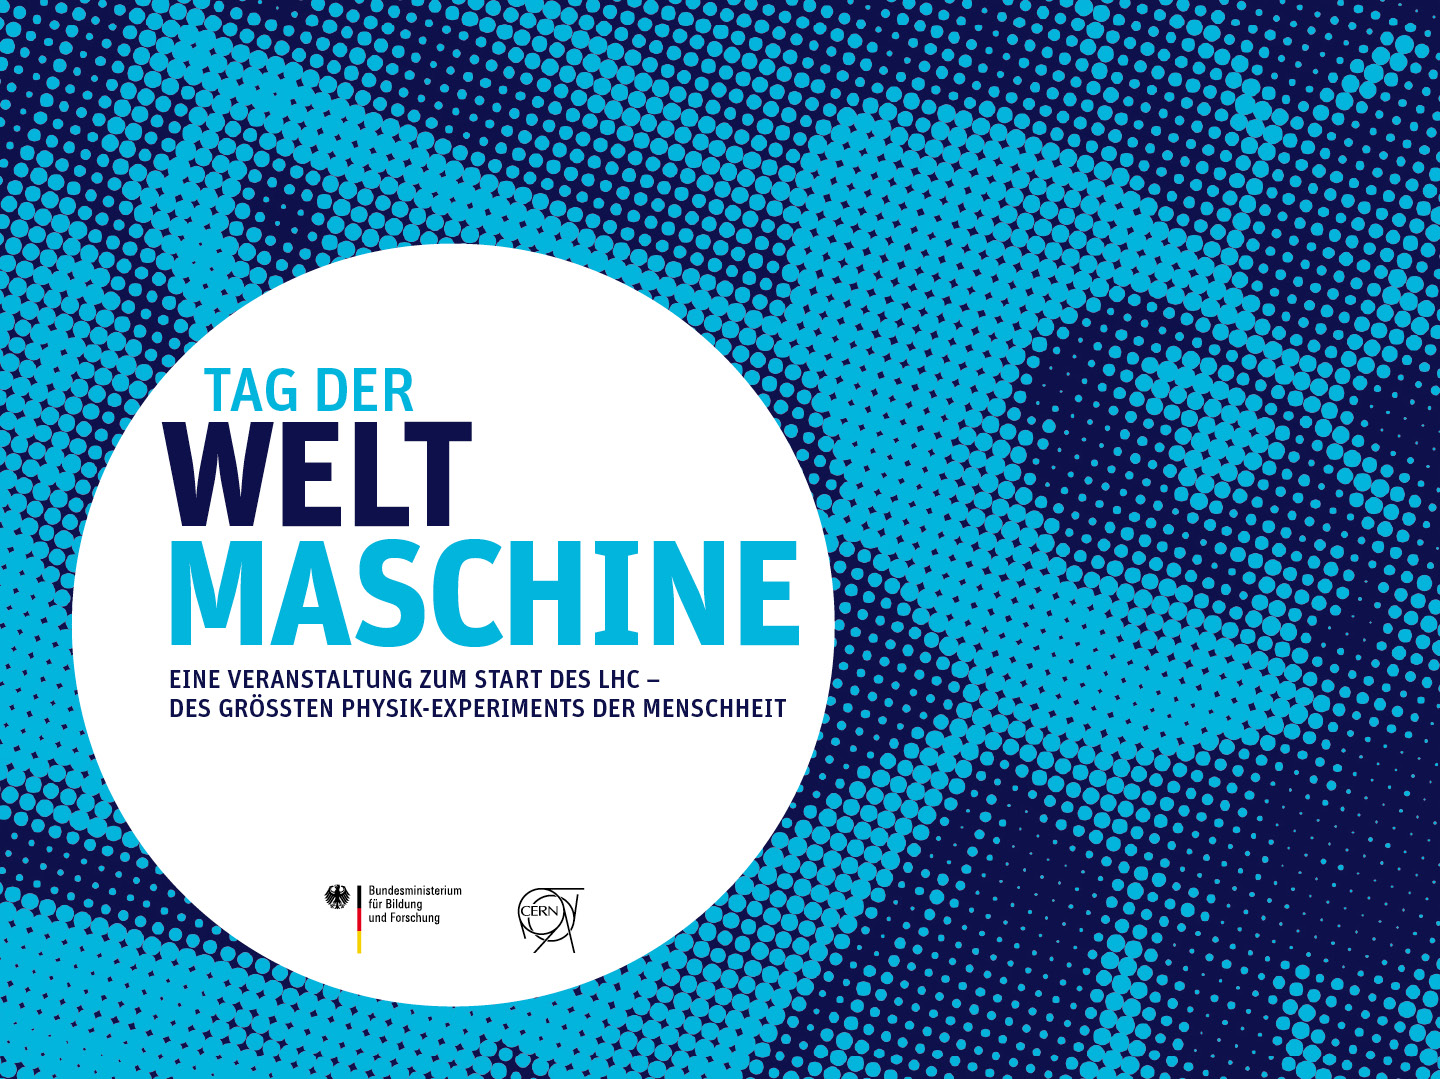 TAG DER
WELT
MASCHINE
EINE VERANSTALTUNG ZUM START DES LHC –
DES GRÖSSTEN PHYSIK-EXPERIMENTS DER MENSCHHEIT
Bundesministerium
für Bildung
und Forschung
CERN